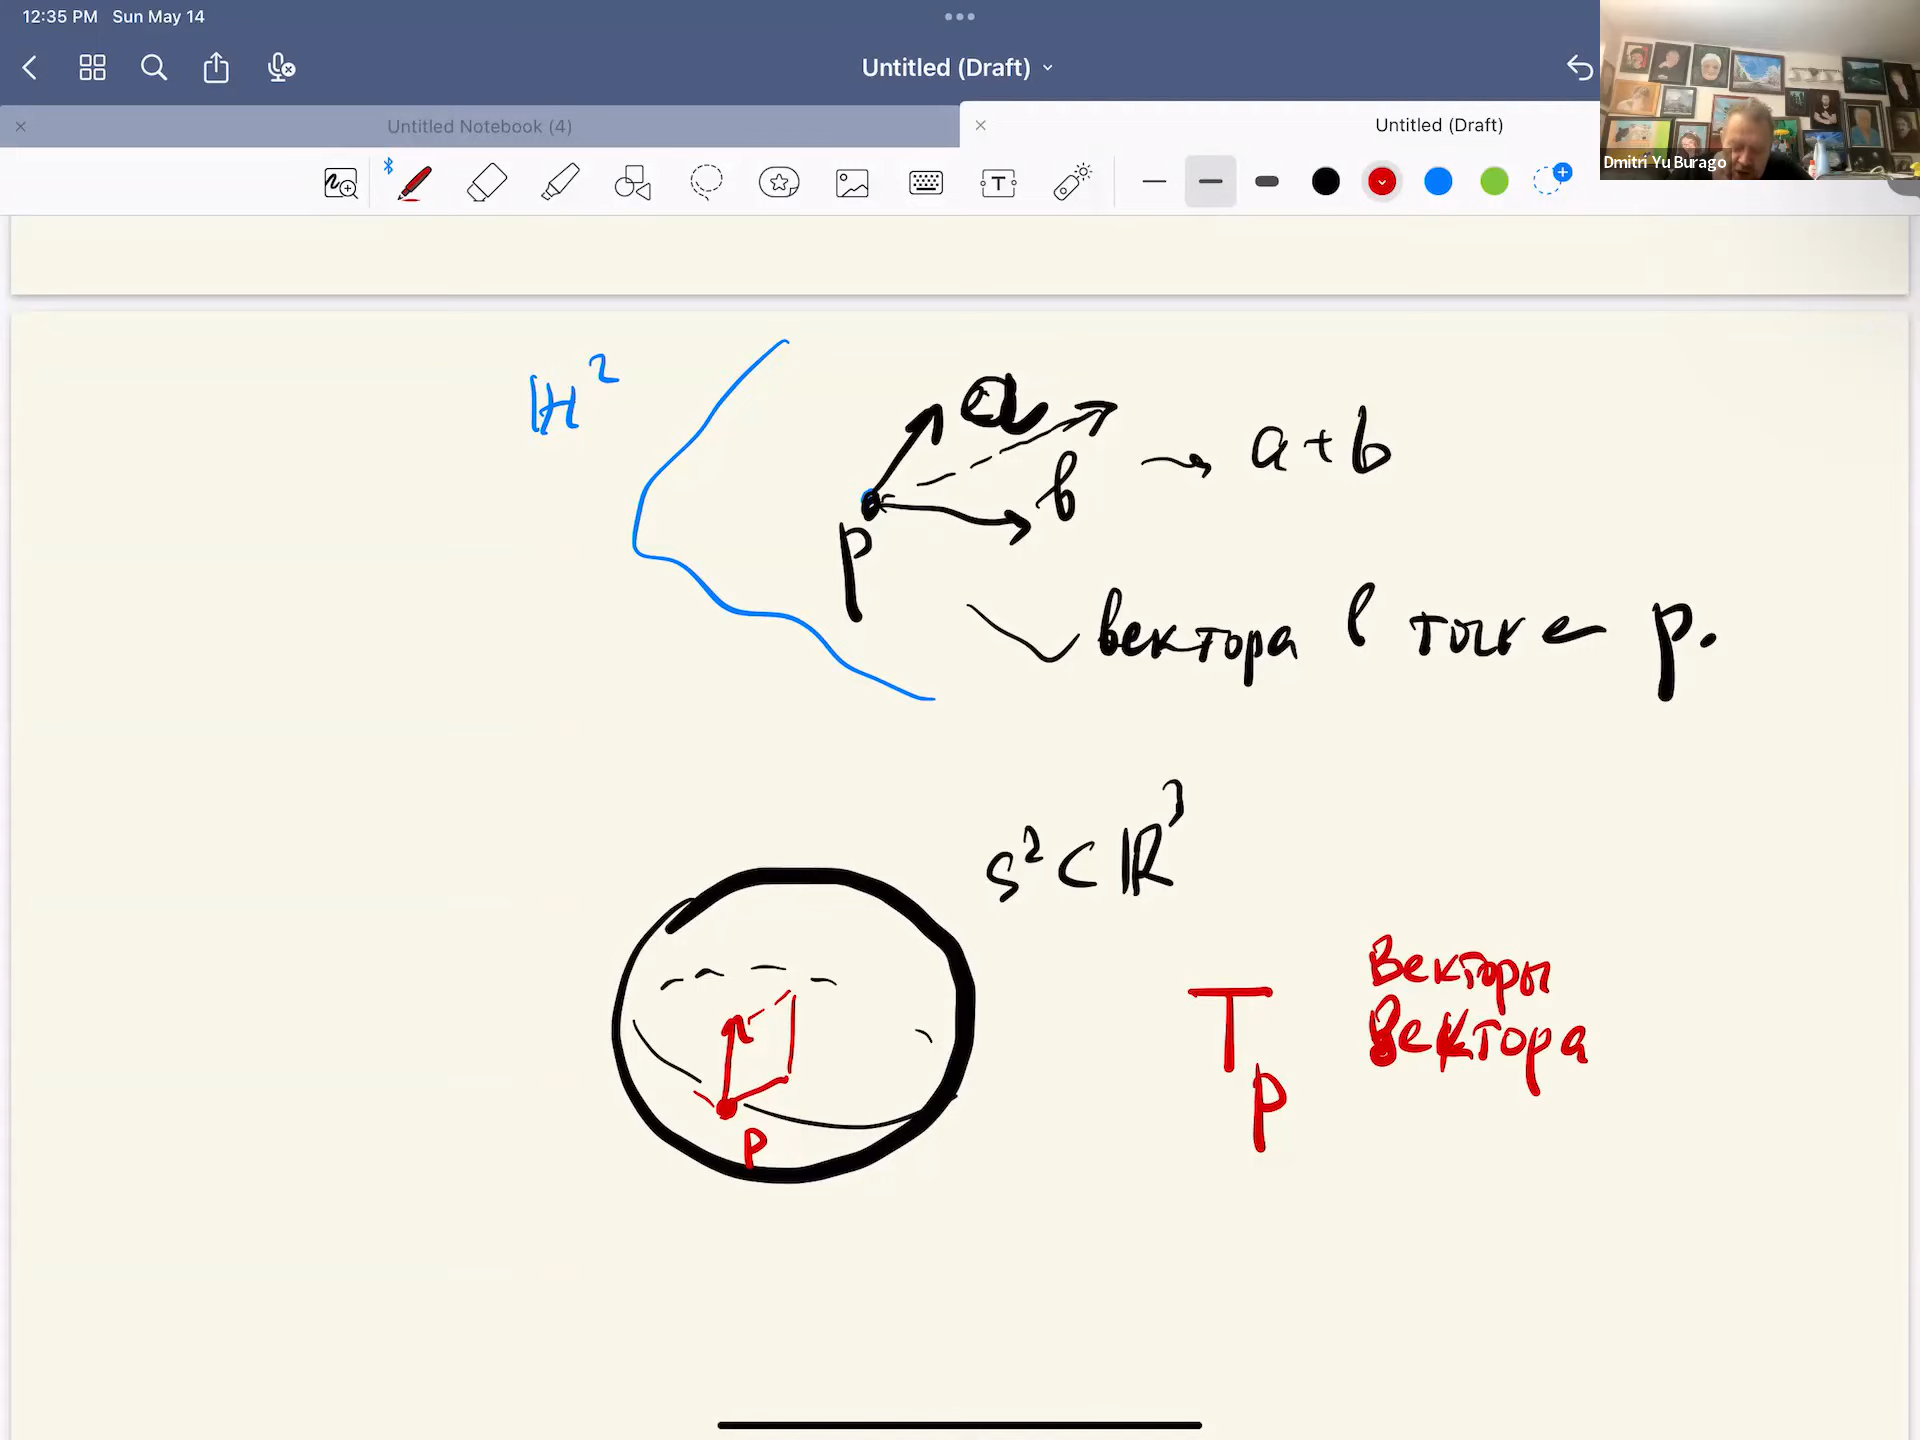 12:35 PM Sun May 14
Untitled (Draft)
Untitled Notebook (4)
Untitled (Draft)
T
Dmitri Yu Burago
H²
a
b
→ a+b
p
вектора в точке p.
S² ⊂ ℝ³
Векторы
Вектора
T_p
p